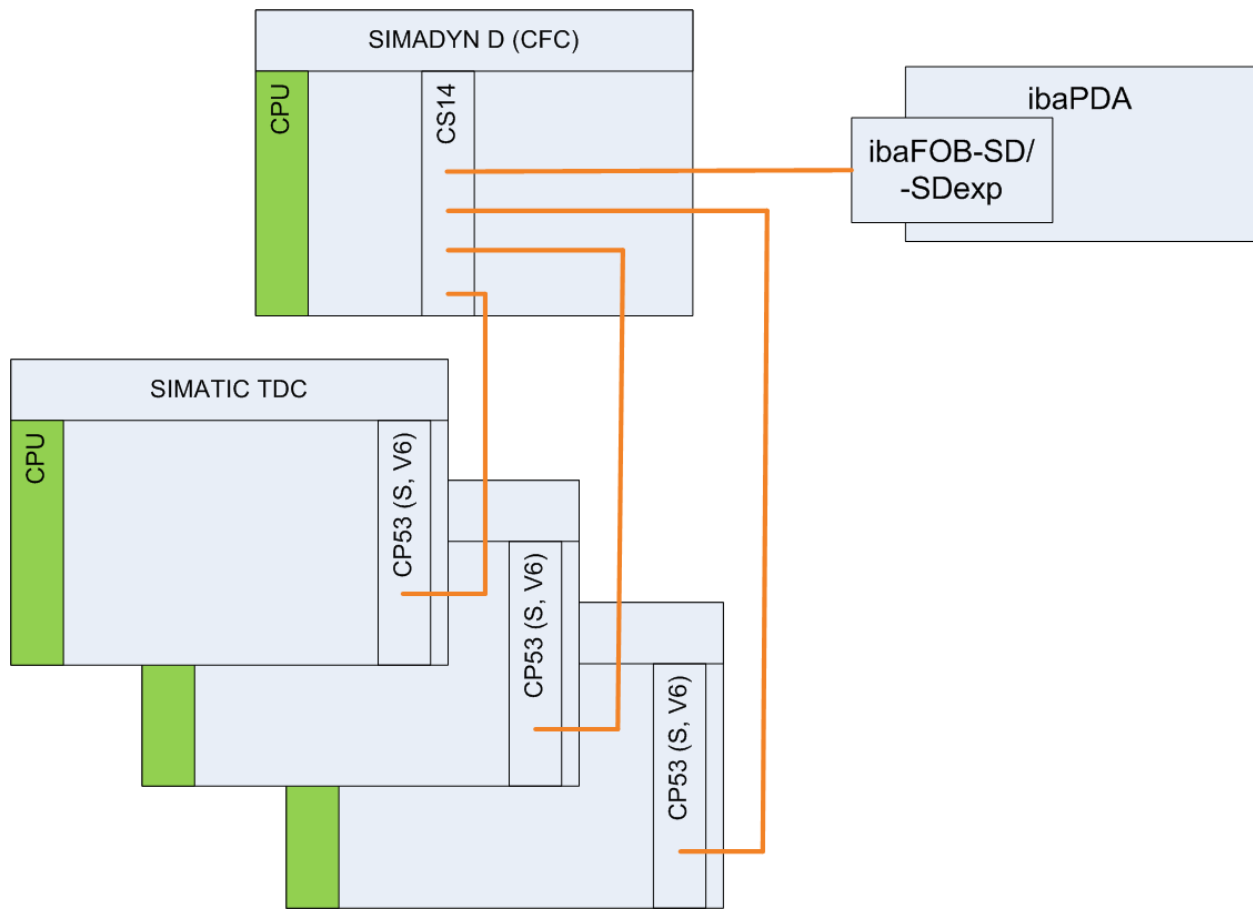 SIMADYN D (CFC)
CPU
CS14
ibaPDA
ibaFOB-SD/
-SDexp
SIMATIC TDC
CPU
CP53 (S, V6)
CP53 (S, V6)
CP53 (S, V6)